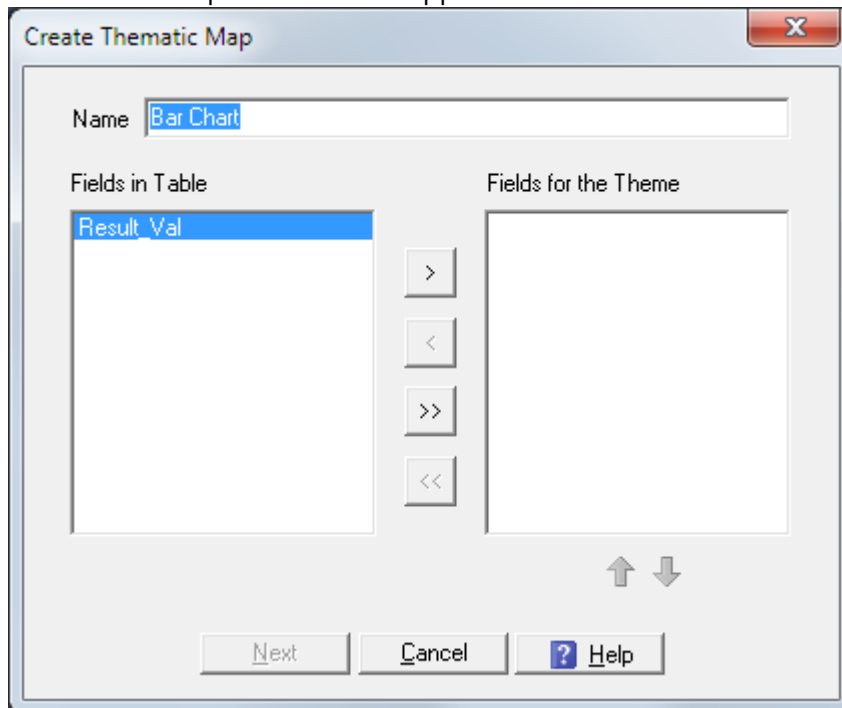 Create Thematic Map
Name Bar Chart
Fields in Table Fields for the Theme
Result_Val
>
<
>>
<<
Next Cancel ? Help